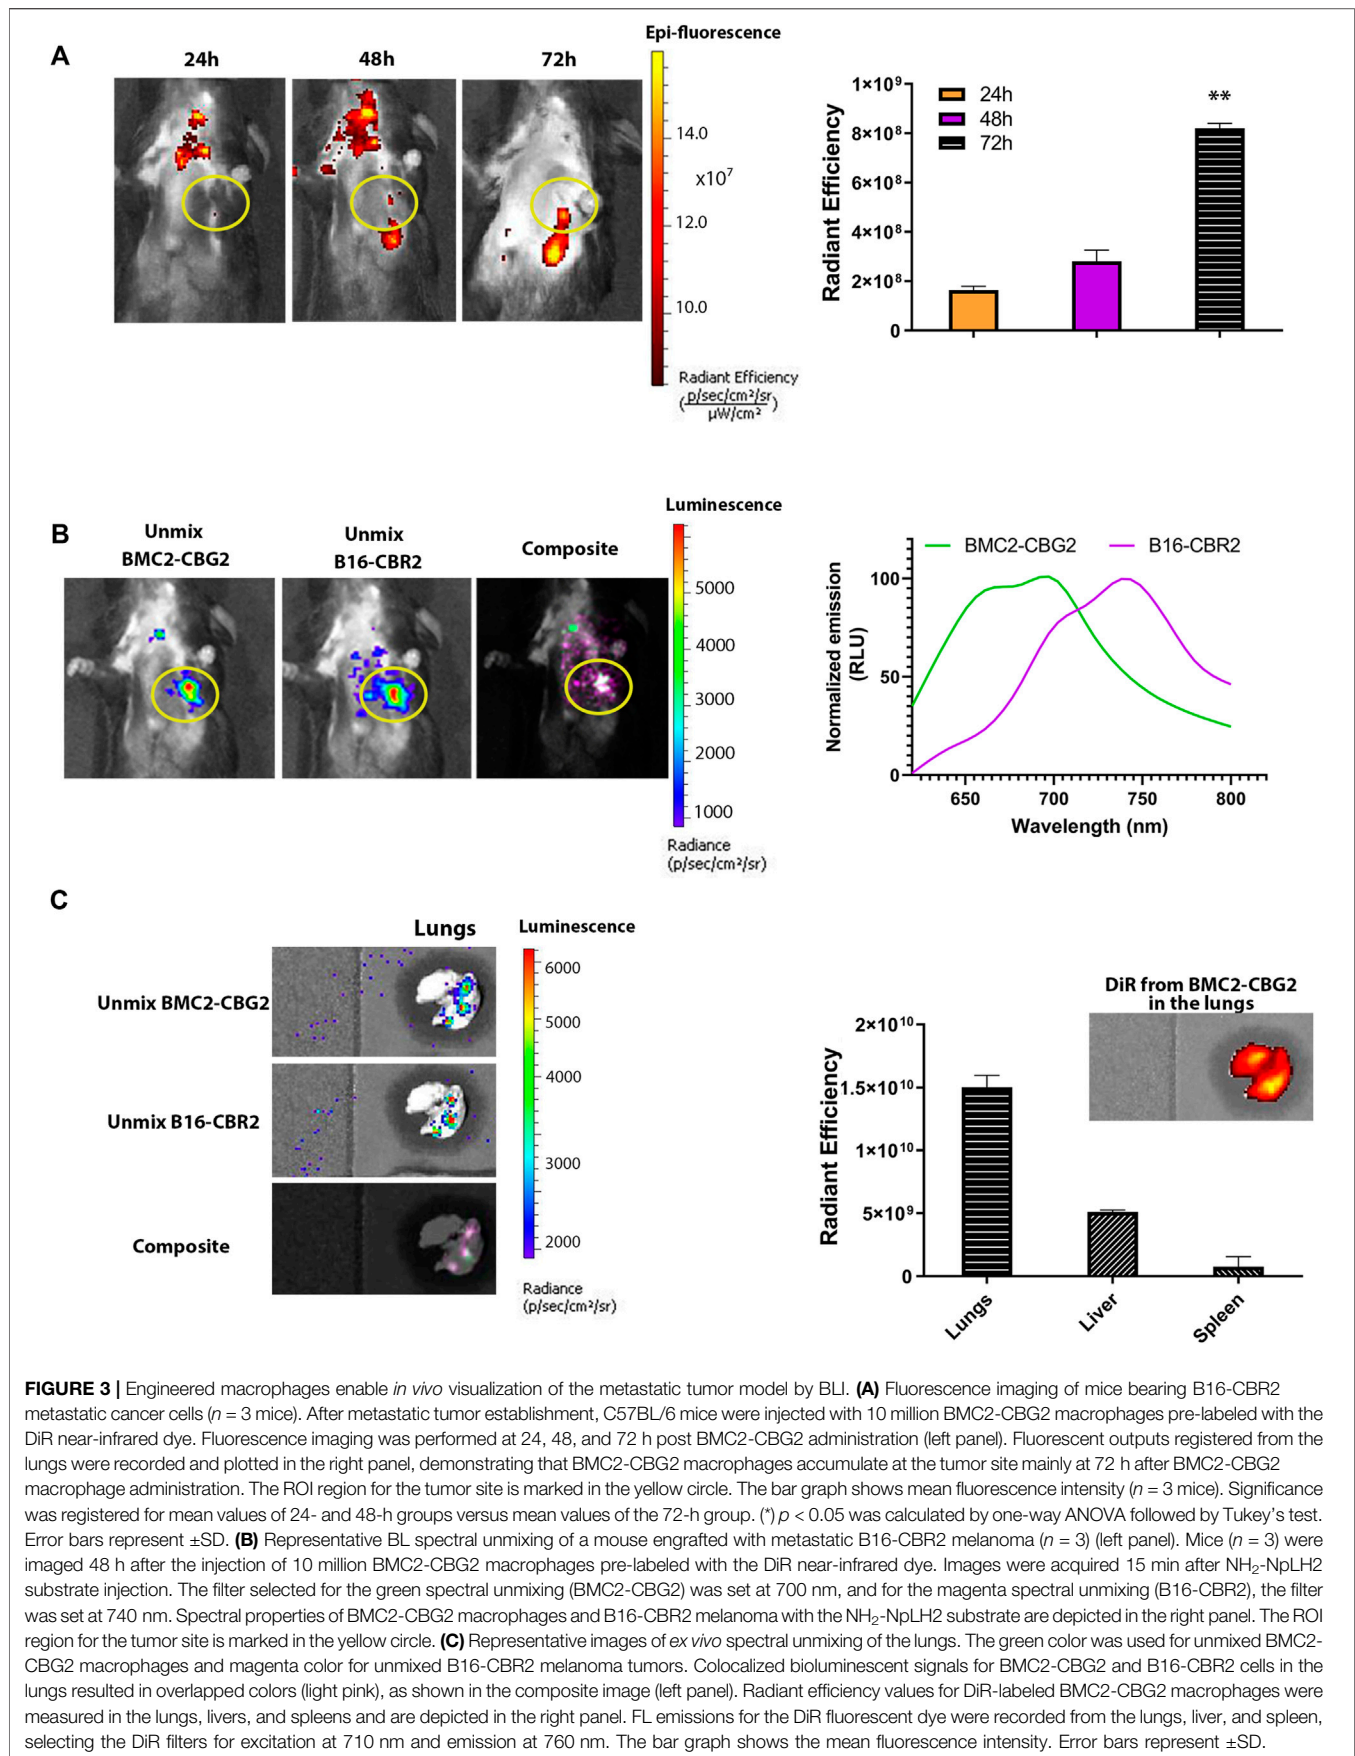 A
24h
48h
72h
Epi-fluorescence
14.0
x10⁷
12.0
10.0
Radiant Efficiency
(p/sec/cm²/sr
µW/cm²)
Radiant Efficiency
1×10⁹
8×10⁸
6×10⁸
4×10⁸
2×10⁸
0
24h
48h
72h
**
B
Unmix
BMC2-CBG2
Unmix
B16-CBR2
Composite
Luminescence
5000
4000
3000
2000
1000
Radiance
(p/sec/cm²/sr)
BMC2-CBG2
B16-CBR2
Normalized emission
(RLU)
100
50
0
650
700
750
800
Wavelength (nm)
C
Lungs
Luminescence
Unmix BMC2-CBG2
Unmix B16-CBR2
Composite
6000
5000
4000
3000
2000
Radiance
(p/sec/cm²/sr)
DiR from BMC2-CBG2
in the lungs
Radiant Efficiency
2×10¹⁰
1.5×10¹⁰
1×10¹⁰
5×10⁹
0
Lungs
Liver
Spleen
FIGURE 3 | Engineered macrophages enable in vivo visualization of the metastatic tumor model by BLI. (A) Fluorescence imaging of mice bearing B16-CBR2
metastatic cancer cells (n = 3 mice). After metastatic tumor establishment, C57BL/6 mice were injected with 10 million BMC2-CBG2 macrophages pre-labeled with the
DiR near-infrared dye. Fluorescence imaging was performed at 24, 48, and 72 h post BMC2-CBG2 administration (left panel). Fluorescent outputs registered from the
lungs were recorded and plotted in the right panel, demonstrating that BMC2-CBG2 macrophages accumulate at the tumor site mainly at 72 h after BMC2-CBG2
macrophage administration. The ROI region for the tumor site is marked in the yellow circle. The bar graph shows mean fluorescence intensity (n = 3 mice). Significance
was registered for mean values of 24- and 48-h groups versus mean values of the 72-h group. (*) p < 0.05 was calculated by one-way ANOVA followed by Tukey's test.
Error bars represent ±SD. (B) Representative BL spectral unmixing of a mouse engrafted with metastatic B16-CBR2 melanoma (n = 3) (left panel). Mice (n = 3) were
imaged 48 h after the injection of 10 million BMC2-CBG2 macrophages pre-labeled with the DiR near-infrared dye. Images were acquired 15 min after NH₂-NpLH2
substrate injection. The filter selected for the green spectral unmixing (BMC2-CBG2) was set at 700 nm, and for the magenta spectral unmixing (B16-CBR2), the filter
was set at 740 nm. Spectral properties of BMC2-CBG2 macrophages and B16-CBR2 melanoma with the NH₂-NpLH2 substrate are depicted in the right panel. The ROI
region for the tumor site is marked in the yellow circle. (C) Representative images of ex vivo spectral unmixing of the lungs. The green color was used for unmixed BMC2-
CBG2 macrophages and magenta color for unmixed B16-CBR2 melanoma tumors. Colocalized bioluminescent signals for BMC2-CBG2 and B16-CBR2 cells in the
lungs resulted in overlapped colors (light pink), as shown in the composite image (left panel). Radiant efficiency values for DiR-labeled BMC2-CBG2 macrophages were
measured in the lungs, livers, and spleens and are depicted in the right panel. FL emissions for the DiR fluorescent dye were recorded from the lungs, liver, and spleen,
selecting the DiR filters for excitation at 710 nm and emission at 760 nm. The bar graph shows the mean fluorescence intensity. Error bars represent ±SD.